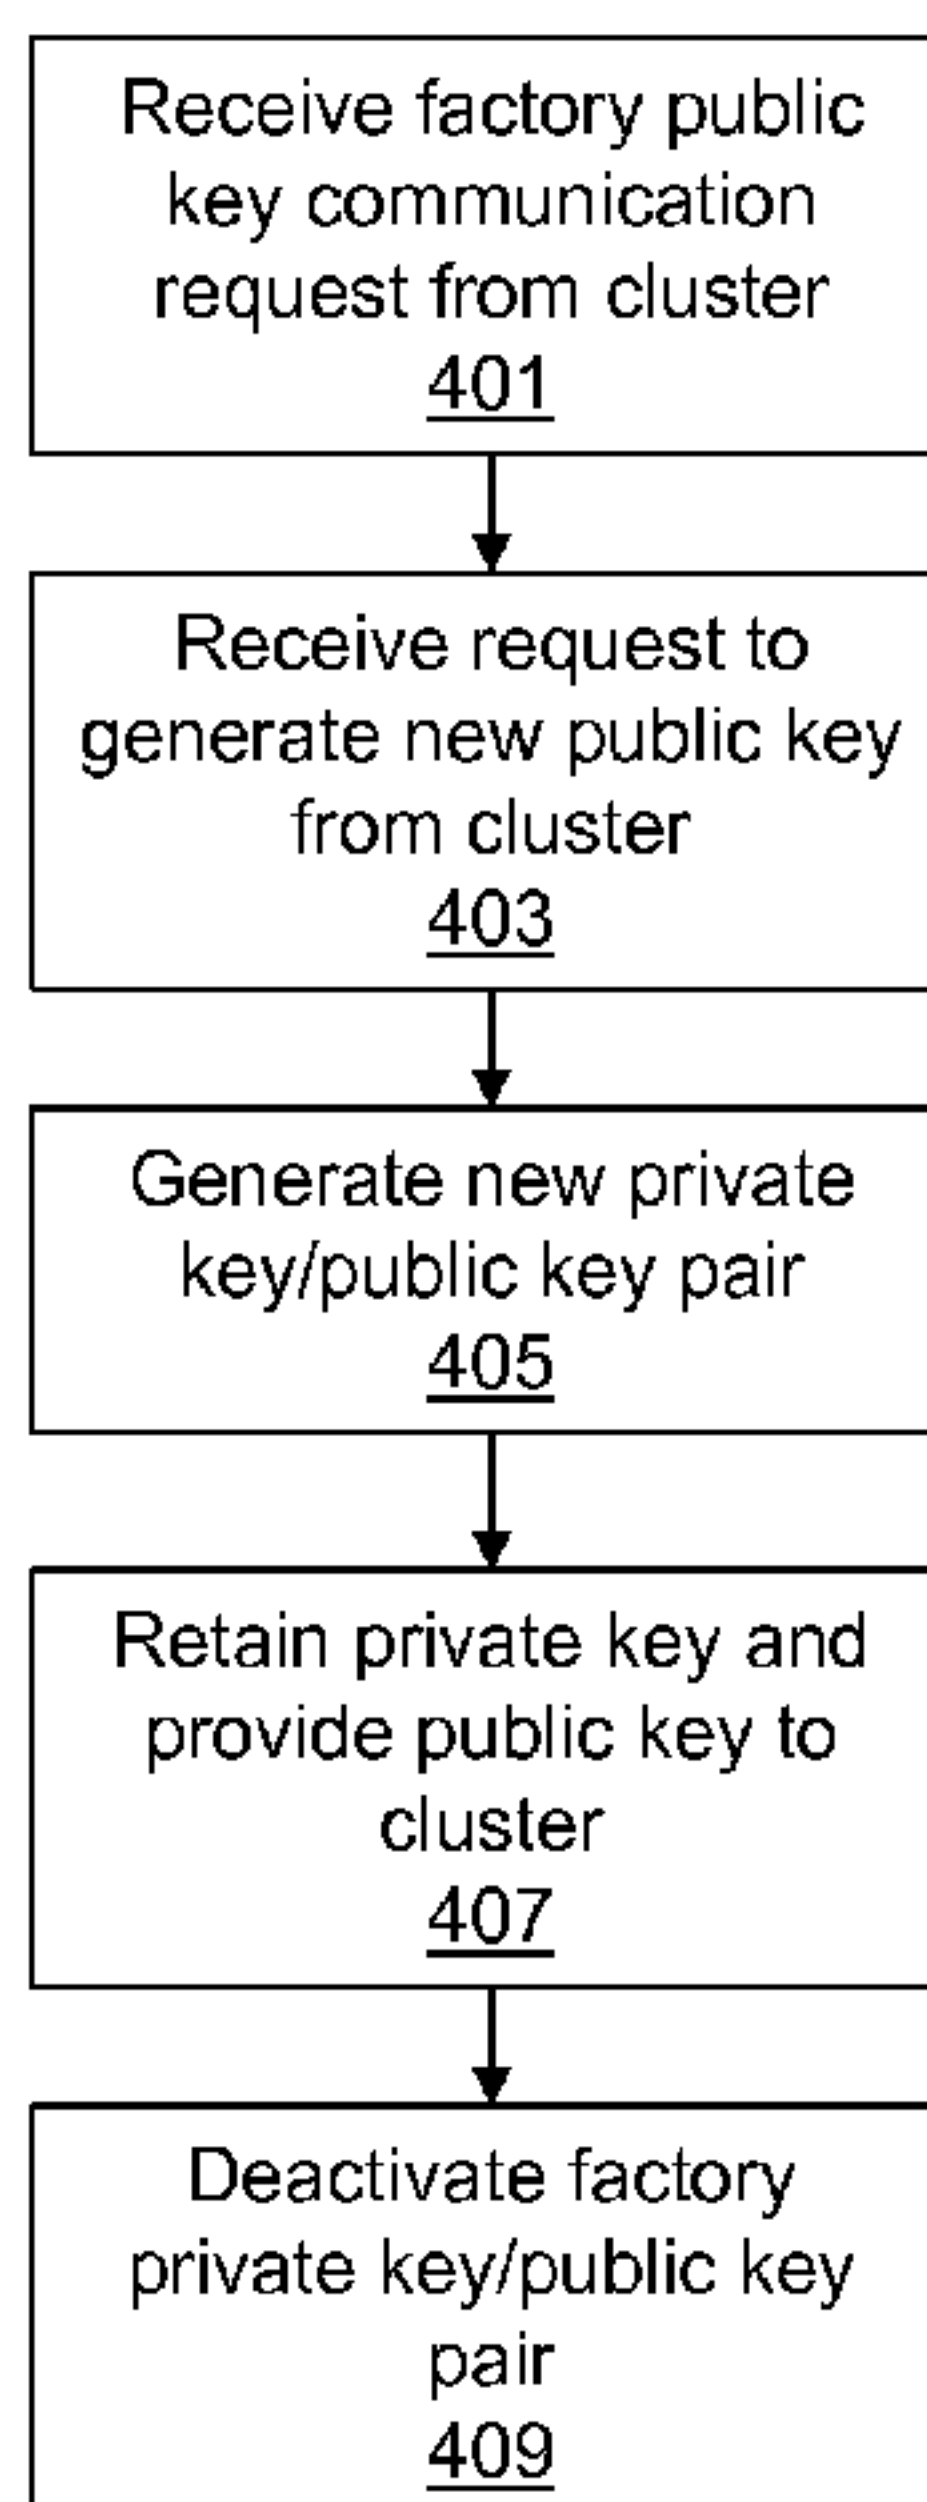 Receive factory public
key communication
request from cluster
401
Receive request to
generate new public key
from cluster
403
Generate new private
key/public key pair
405
Retain private key and
provide public key to
cluster
407
Deactivate factory
private key/public key
pair
409